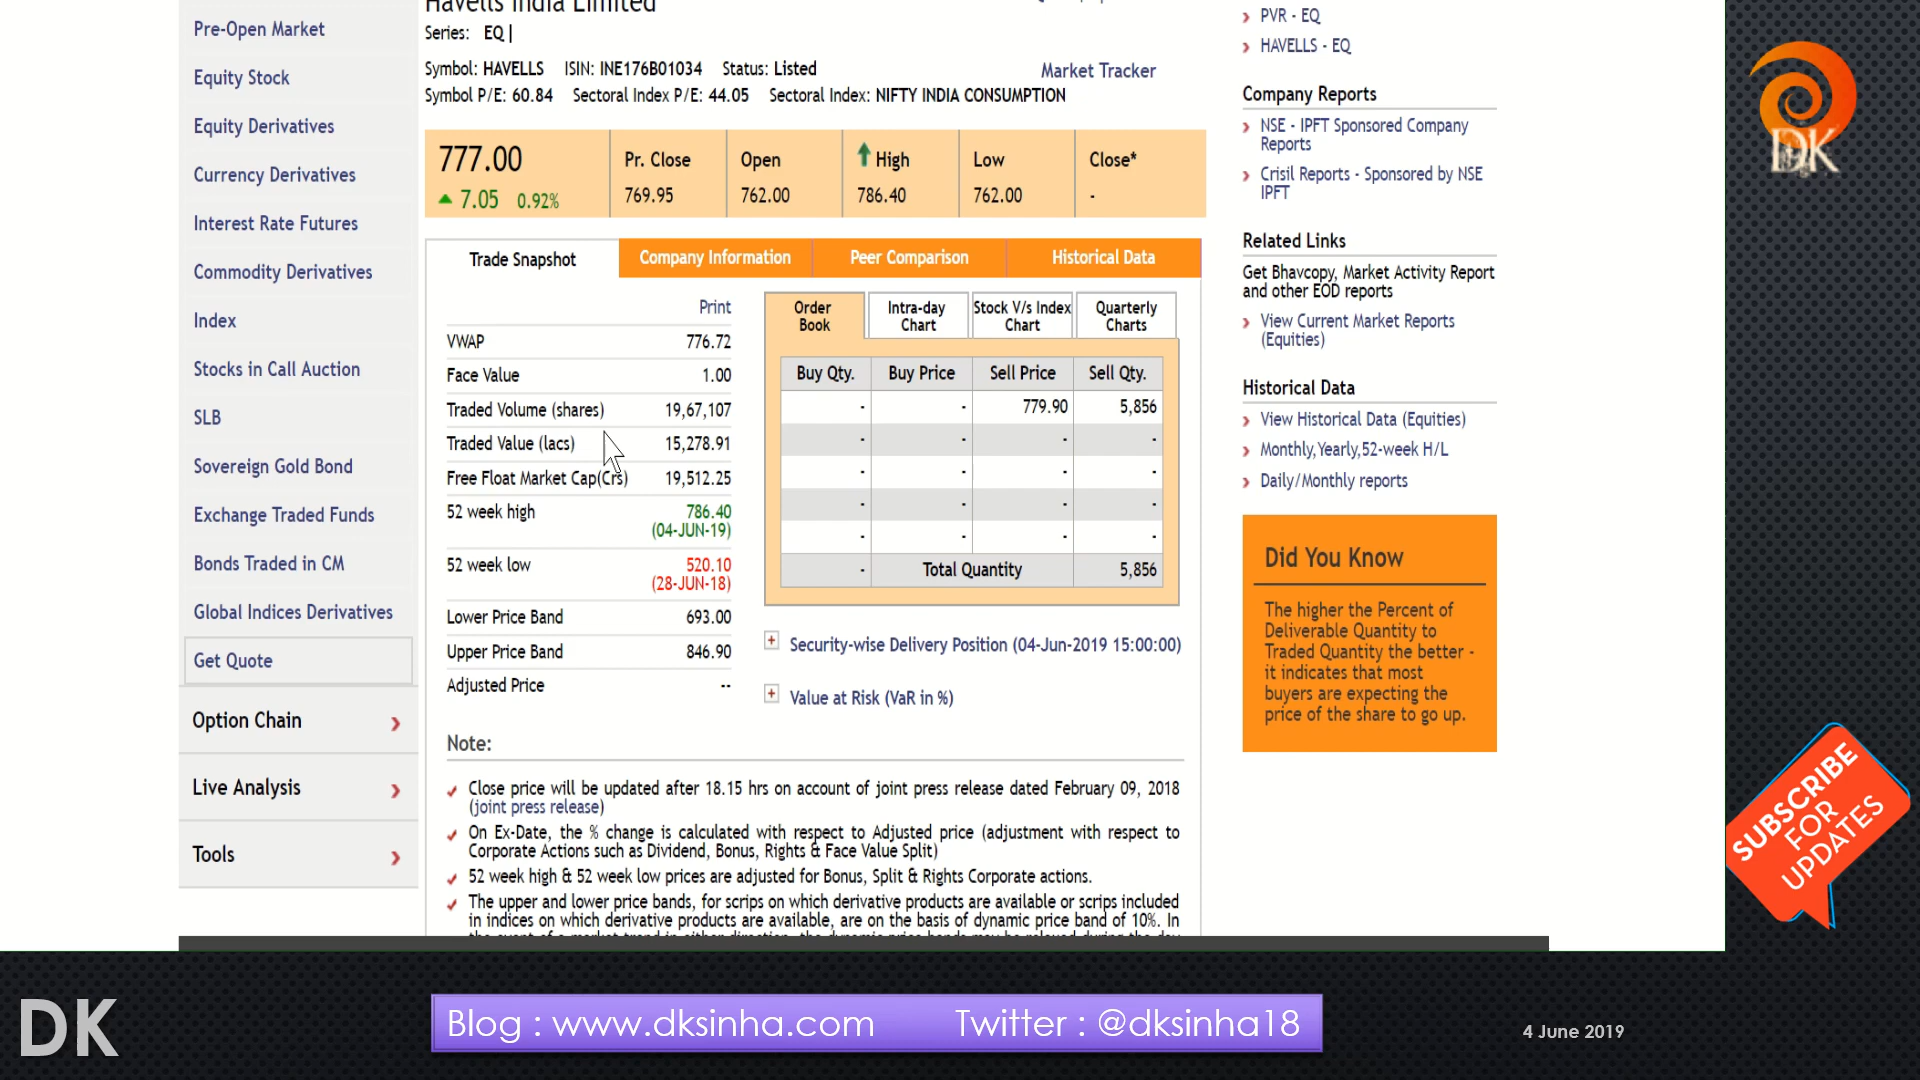 Havells India Limited
Series: EQ |
Symbol: HAVELLS ISIN: INE176B01034 Status: Listed
Market Tracker
Symbol P/E: 60.84 Sectoral Index P/E: 44.05 Sectoral Index: NIFTY INDIA CONSUMPTION
777.00
7.05 0.92%
Pr. Close
769.95
Open
762.00
High
786.40
Low
762.00
Close*
-
Trade Snapshot
Company Information
Peer Comparison
Historical Data
Print
VWAP 776.72
Face Value 1.00
Traded Volume (shares) 19,67,107
Traded Value (lacs) 15,278.91
Free Float Market Cap(Crs) 19,512.25
52 week high 786.40
(04-JUN-19)
52 week low 520.10
(28-JUN-18)
Lower Price Band 693.00
Upper Price Band 846.90
Adjusted Price --
Order
Book
Intra-day
Chart
Stock V/s Index
Chart
Quarterly
Charts
Buy Qty. Buy Price Sell Price Sell Qty.
- - 779.90 5,856
- - - -
- - - -
- - - -
- - - -
- Total Quantity 5,856
Security-wise Delivery Position (04-Jun-2019 15:00:00)
Value at Risk (VaR in %)
Note:
Close price will be updated after 18.15 hrs on account of joint press release dated February 09, 2018
(joint press release)
On Ex-Date, the % change is calculated with respect to Adjusted price (adjustment with respect to
Corporate Actions such as Dividend, Bonus, Rights & Face Value Split)
52 week high & 52 week low prices are adjusted for Bonus, Split & Rights Corporate actions.
The upper and lower price bands, for scrips on which derivative products are available or scrips included
in indices on which derivative products are available, are on the basis of dynamic price band of 10%. In
Pre-Open Market
Equity Stock
Equity Derivatives
Currency Derivatives
Interest Rate Futures
Commodity Derivatives
Index
Stocks in Call Auction
SLB
Sovereign Gold Bond
Exchange Traded Funds
Bonds Traded in CM
Global Indices Derivatives
Get Quote
Option Chain
Live Analysis
Tools
PVR - EQ
HAVELLS - EQ
Company Reports
NSE - IPFT Sponsored Company
Reports
Crisil Reports - Sponsored by NSE
IPFT
Related Links
Get Bhavcopy, Market Activity Report
and other EOD reports
View Current Market Reports
(Equities)
Historical Data
View Historical Data (Equities)
Monthly,Yearly,52-week H/L
Daily/Monthly reports
Did You Know
The higher the Percent of
Deliverable Quantity to
Traded Quantity the better -
it indicates that most
buyers are expecting the
price of the share to go up.
DK
SUBSCRIBE
FOR
UPDATES
DK
Blog : www.dksinha.com Twitter : @dksinha18
4 June 2019